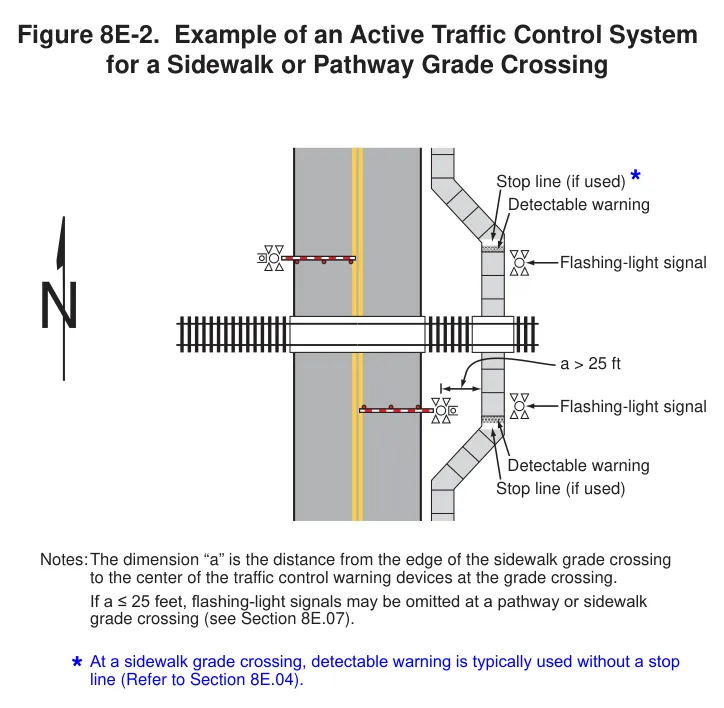 Figure 8E-2. Example of an Active Traffic Control System
for a Sidewalk or Pathway Grade Crossing
Stop line (if used) *
Detectable warning
Flashing-light signal
N
a > 25 ft
Flashing-light signal
Detectable warning
Stop line (if used)
Notes: The dimension “a” is the distance from the edge of the sidewalk grade crossing
to the center of the traffic control warning devices at the grade crossing.
If a ≤ 25 feet, flashing-light signals may be omitted at a pathway or sidewalk
grade crossing (see Section 8E.07).
* At a sidewalk grade crossing, detectable warning is typically used without a stop
line (Refer to Section 8E.04).